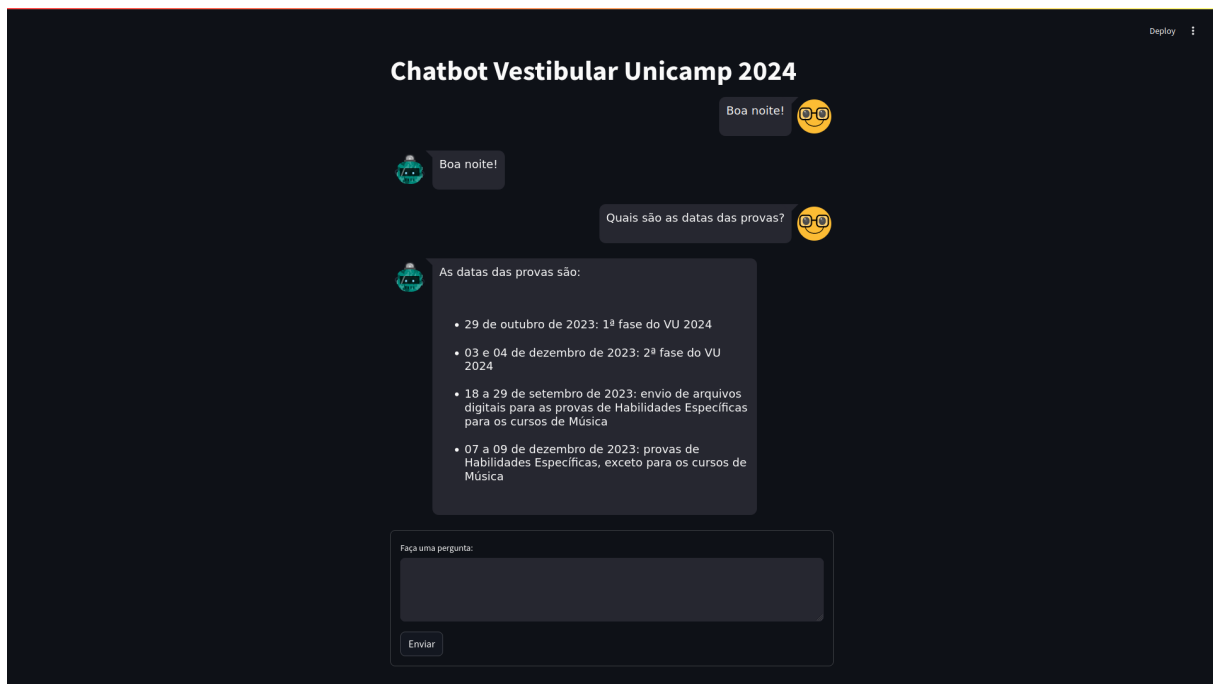 Deploy
Chatbot Vestibular Unicamp 2024
Boa noite!
Boa noite!
Quais são as datas das provas?
As datas das provas são:
• 29 de outubro de 2023: 1ª fase do VU 2024
• 03 e 04 de dezembro de 2023: 2ª fase do VU
2024
• 18 a 29 de setembro de 2023: envio de arquivos
digitais para as provas de Habilidades Específicas
para os cursos de Música
• 07 a 09 de dezembro de 2023: provas de
Habilidades Específicas, exceto para os cursos de
Música
Faça uma pergunta:
Enviar